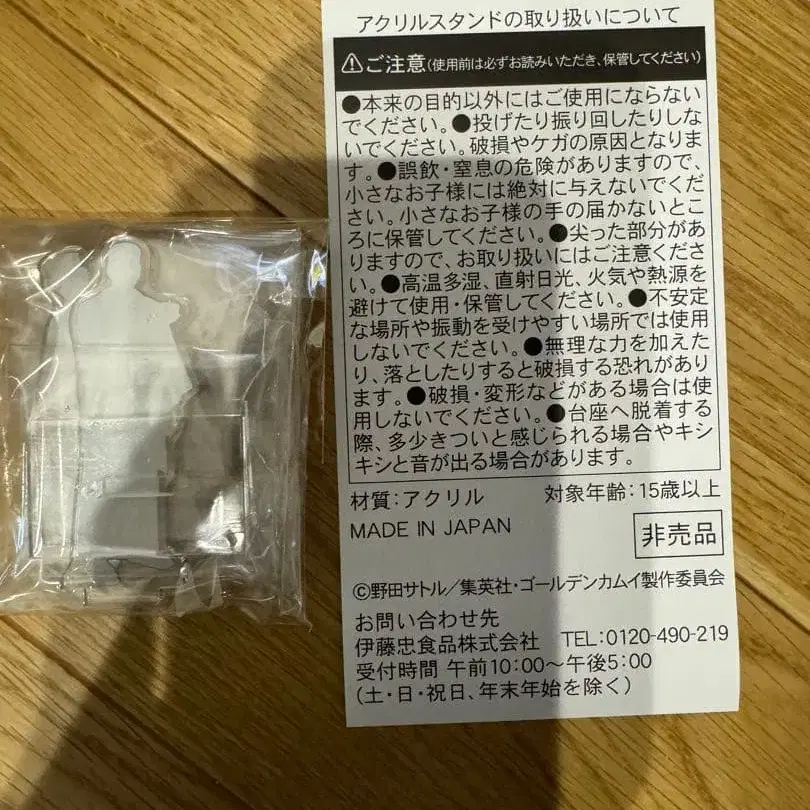 アクリルスタンドの取り扱いについて
⚠ご注意(使用前は必ずお読みいただき、保管してください)
●本来の目的以外にはご使用にならない
でください。●投げたり振り回したりしな
いでください。破損やケガの原因となりま
す。●誤飲・窒息の危険がありますので、
小さなお子様には絶対に与えないでくだ
さい。小さなお子様の手の届かないとこ
ろに保管してください。●尖った部分があ
りますので、お取り扱いにはご注意くださ
い。●高温多湿、直射日光、火気や熱源を
避けて使用・保管してください。●不安定
な場所や振動を受けやすい場所では使用
しないでください。●無理な力を加えた
り、落としたりすると破損する恐れがあり
ます。●破損・変形などがある場合は使
用しないでください。●台座へ脱着する
際、多少きついと感じられる場合やキシ
キシと音が出る場合があります。
材質:アクリル 対象年齢:15歳以上
MADE IN JAPAN
非売品
©野田サトル/集英社・ゴールデンカムイ製作委員会
お問い合わせ先
伊藤忠食品株式会社 TEL:0120-490-219
受付時間 午前10:00〜午後5:00
(土・日・祝日、年末年始を除く)